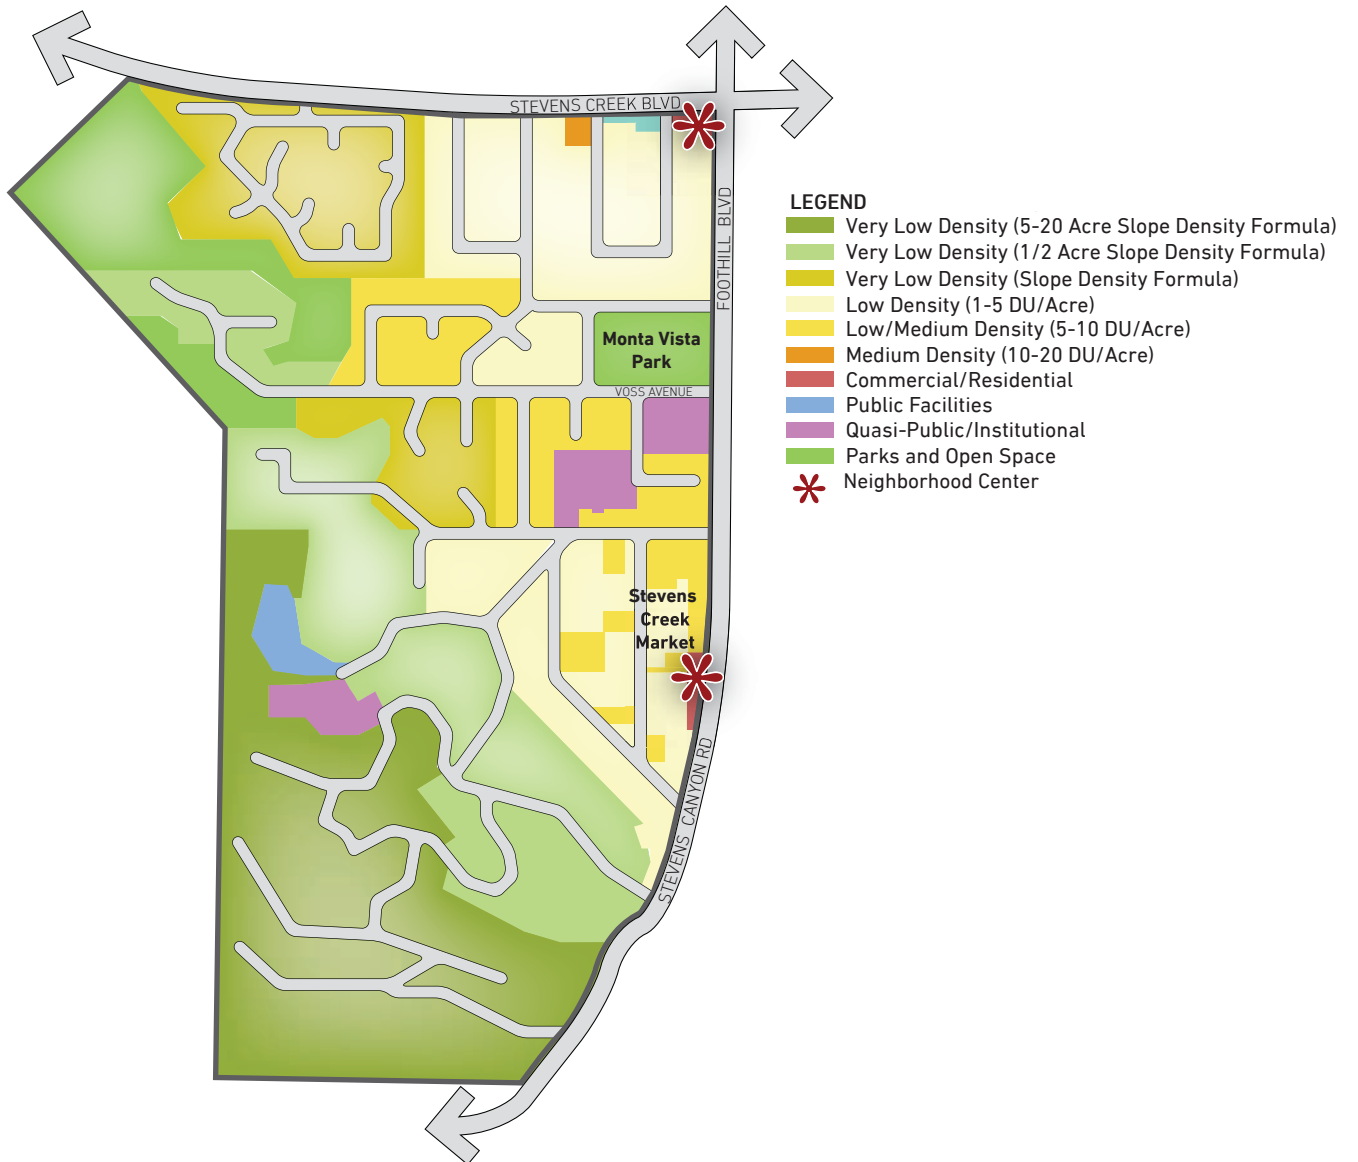 STEVENS CREEK BLVD
FOOTHILL BLVD
LEGEND
Very Low Density (5-20 Acre Slope Density Formula)
Very Low Density (1/2 Acre Slope Density Formula)
Very Low Density (Slope Density Formula)
Low Density (1-5 DU/Acre)
Low/Medium Density (5-10 DU/Acre)
Medium Density (10-20 DU/Acre)
Commercial/Residential
Public Facilities
Quasi-Public/Institutional
Parks and Open Space
Neighborhood Center
Monta Vista
Park
VOSS AVENUE
Stevens
Creek
Market
STEVENS CANYON RD